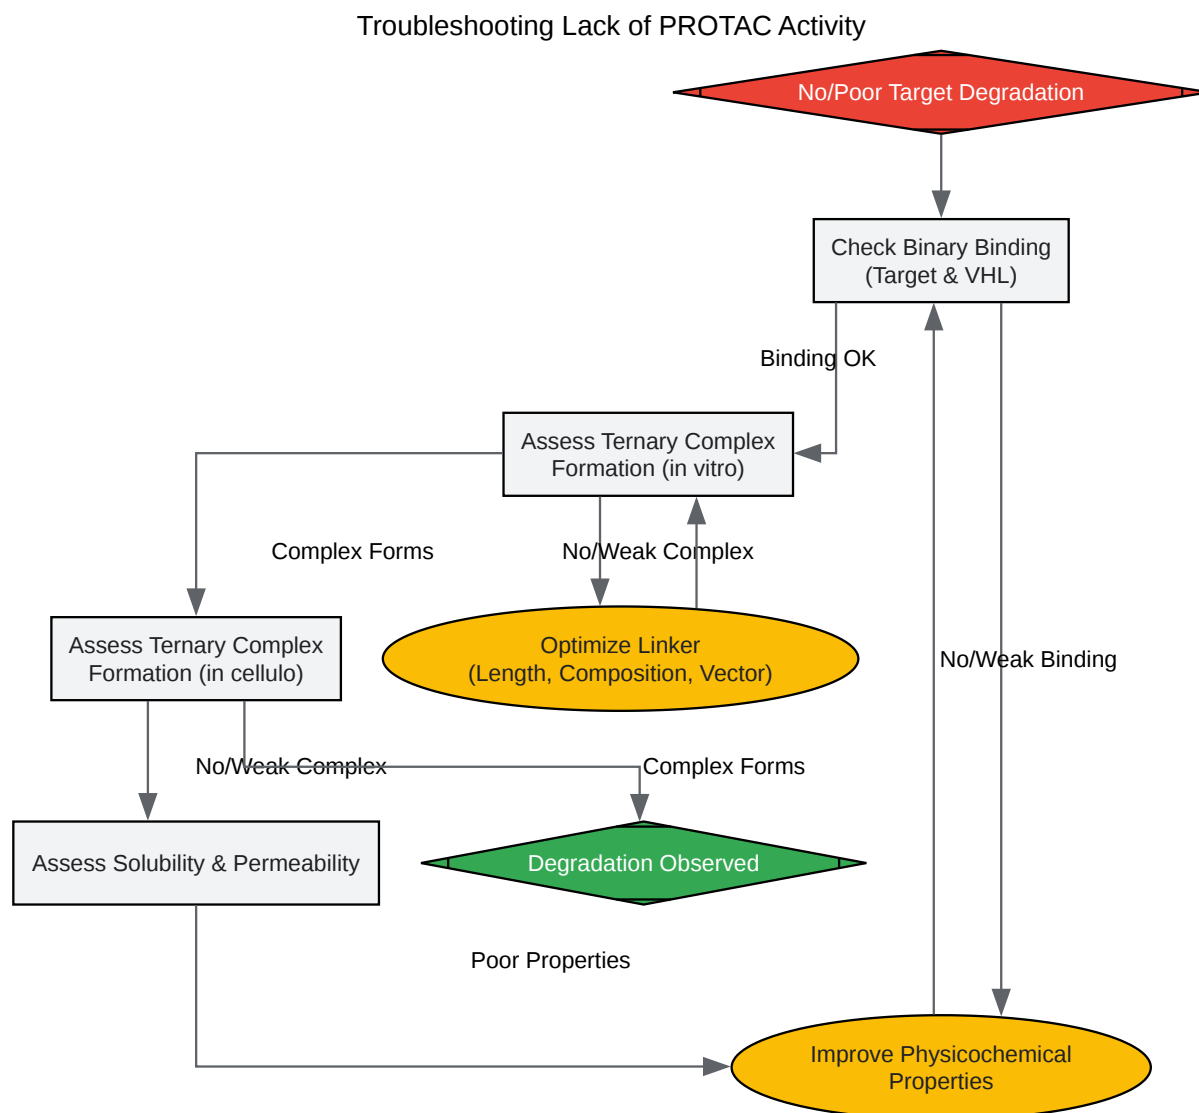 Troubleshooting Lack of PROTAC Activity
No/Poor Target Degradation
Check Binary Binding
(Target & VHL)
Binding OK
Assess Ternary Complex
Formation (in vitro)
Complex Forms
No/Weak Complex
Assess Ternary Complex
Formation (in cellulo)
Optimize Linker
(Length, Composition, Vector)
No/Weak Binding
No/Weak Complex
Complex Forms
Assess Solubility & Permeability
Degradation Observed
Poor Properties
Improve Physicochemical
Properties